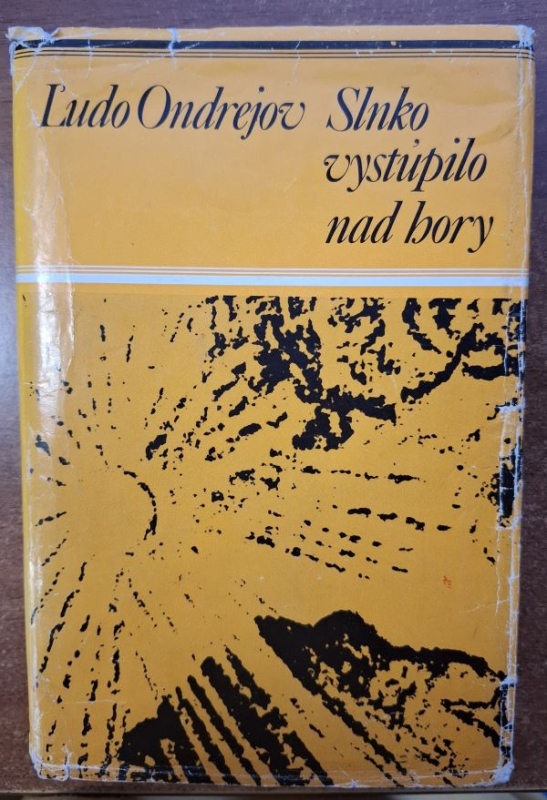 Ľudo Ondrejov Slnko
vystúpilo
nad hory